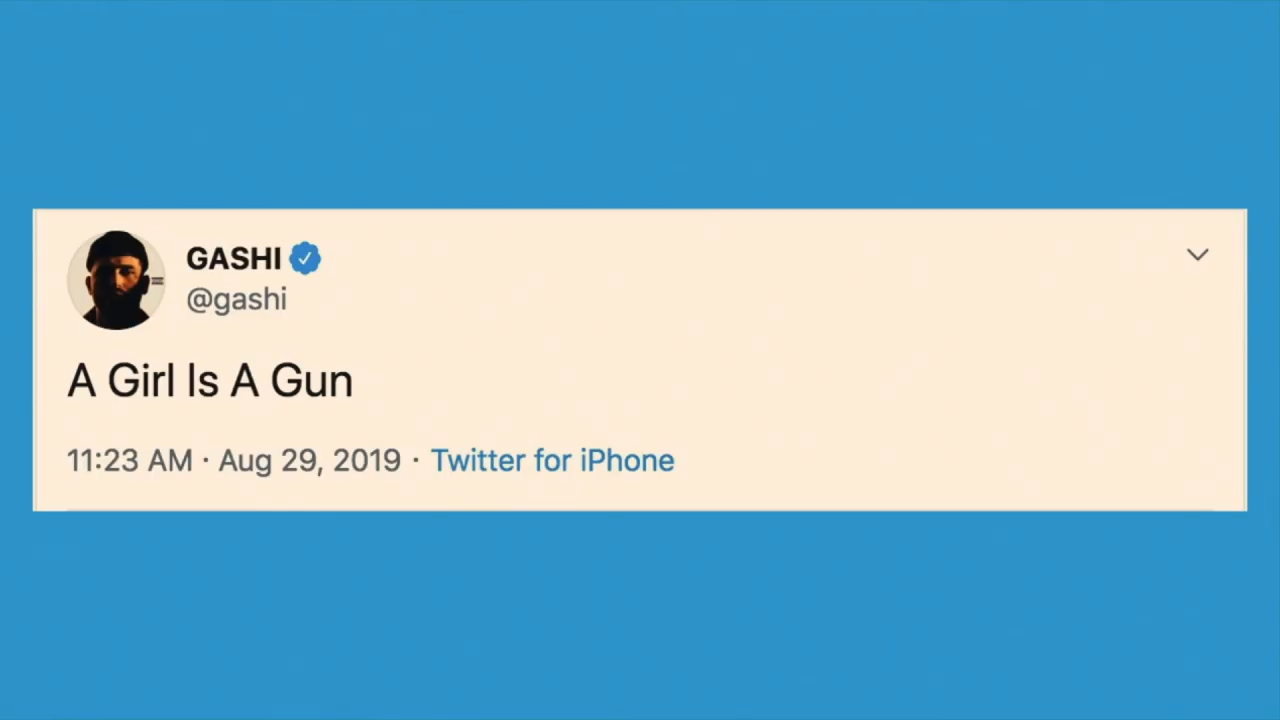 GASHI
@gashi
A Girl Is A Gun
11:23 AM · Aug 29, 2019 · Twitter for iPhone